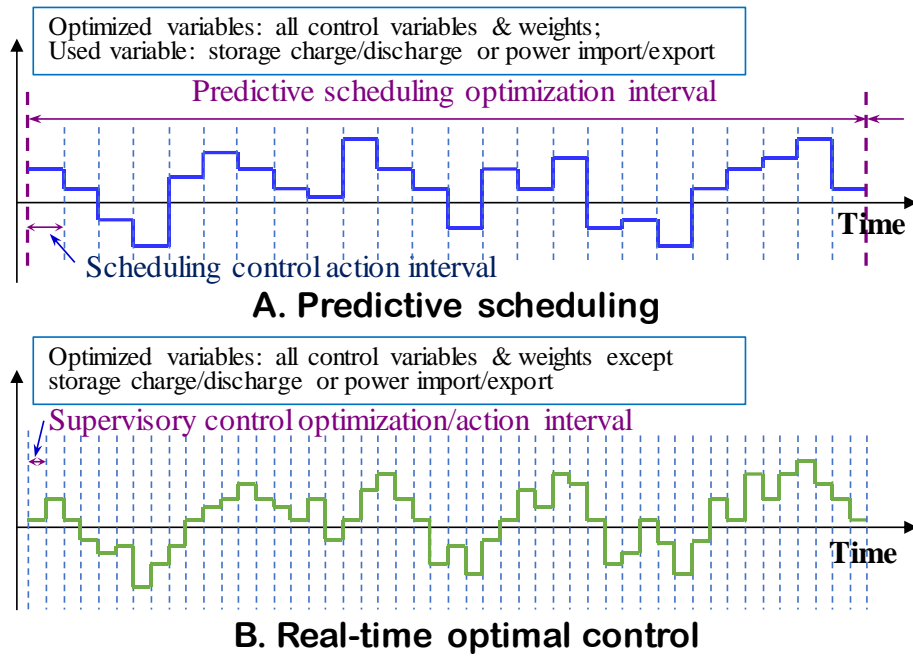 Optimized variables: all control variables & weights;
Used variable: storage charge/discharge or power import/export
Predictive scheduling optimization interval
Time
Scheduling control action interval
A. Predictive scheduling
Optimized variables: all control variables & weights except
storage charge/discharge or power import/export
Supervisory control optimization/action interval
Time
B. Real-time optimal control